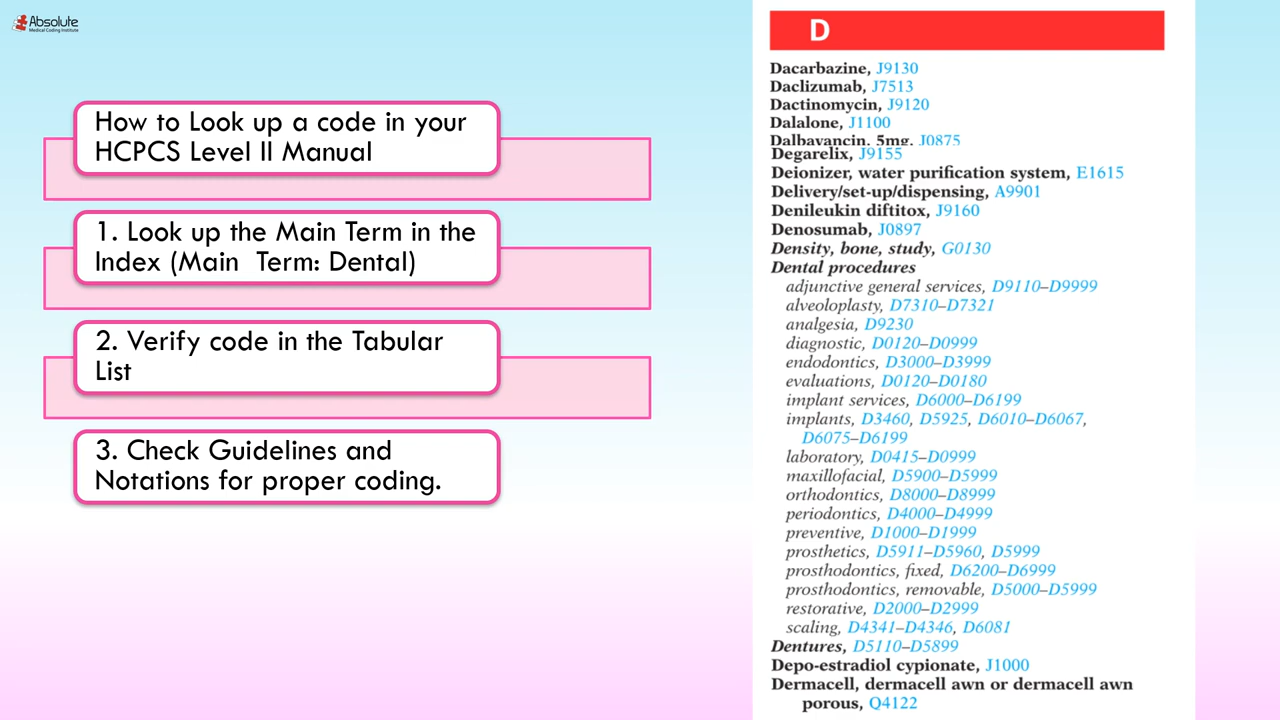 Absolute
Medical Coding Institute
How to Look up a code in your
HCPCS Level II Manual
1. Look up the Main Term in the
Index (Main Term: Dental)
2. Verify code in the Tabular
List
3. Check Guidelines and
Notations for proper coding.
D
Dacarbazine, J9130
Daclizumab, J7513
Dactinomycin, J9120
Dalalone, J1100
Dalbavancin, 5mg, J0875
Degarelix, J9155
Deionizer, water purification system, E1615
Delivery/set-up/dispensing, A9901
Denileukin diftitox, J9160
Denosumab, J0897
Density, bone, study, G0130
Dental procedures
adjunctive general services, D9110–D9999
alveoloplasty, D7310–D7321
analgesia, D9230
diagnostic, D0120–D0999
endodontics, D3000–D3999
evaluations, D0120–D0180
implant services, D6000–D6199
implants, D3460, D5925, D6010–D6067,
D6075–D6199
laboratory, D0415–D0999
maxillofacial, D5900–D5999
orthodontics, D8000–D8999
periodontics, D4000–D4999
preventive, D1000–D1999
prosthetics, D5911–D5960, D5999
prosthodontics, fixed, D6200–D6999
prosthodontics, removable, D5000–D5999
restorative, D2000–D2999
scaling, D4341–D4346, D6081
Dentures, D5110–D5899
Depo-estradiol cypionate, J1000
Dermacell, dermacell awn or dermacell awn
porous, Q4122